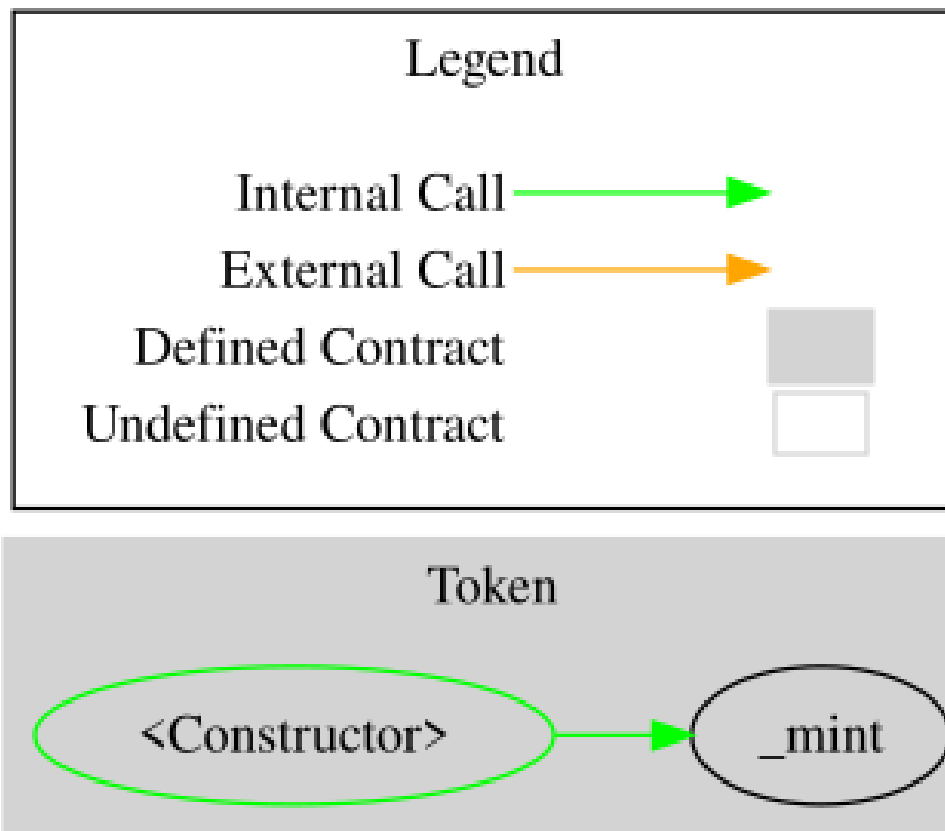 Legend
Internal Call
External Call
Defined Contract
Undefined Contract
Token
<Constructor>
_mint